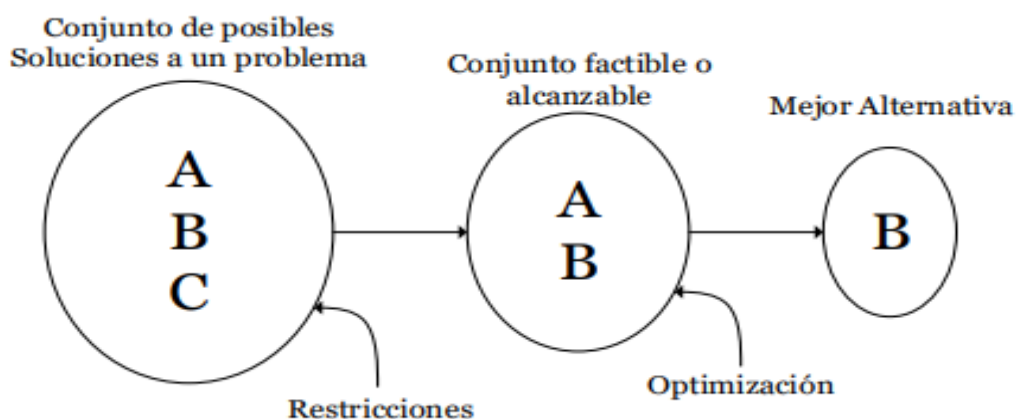 Conjunto de posibles
Soluciones a un problema
A
B
C
Restricciones
Conjunto factible o
alcanzable
A
B
Optimización
Mejor Alternativa
B